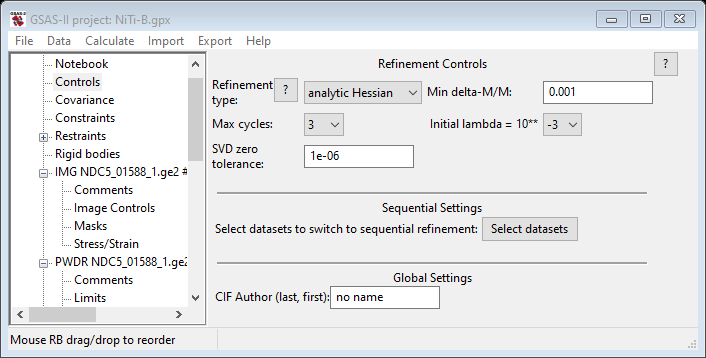 GSAS-II project: NiTi-B.gpx
File Data Calculate Import Export Help
Notebook
Controls
Covariance
Constraints
Restraints
Rigid bodies
IMG NDC5_01588_1.ge2 #
Comments
Image Controls
Masks
Stress/Strain
PWDR NDC5_01588_1.ge2
Comments
Limits
Refinement Controls
?
Refinement type: ? analytic Hessian Min delta-M/M: 0.001
Max cycles: 3 Initial lambda = 10** -3
SVD zero tolerance: 1e-06
Sequential Settings
Select datasets to switch to sequential refinement: Select datasets
Global Settings
CIF Author (last, first): no name
Mouse RB drag/drop to reorder